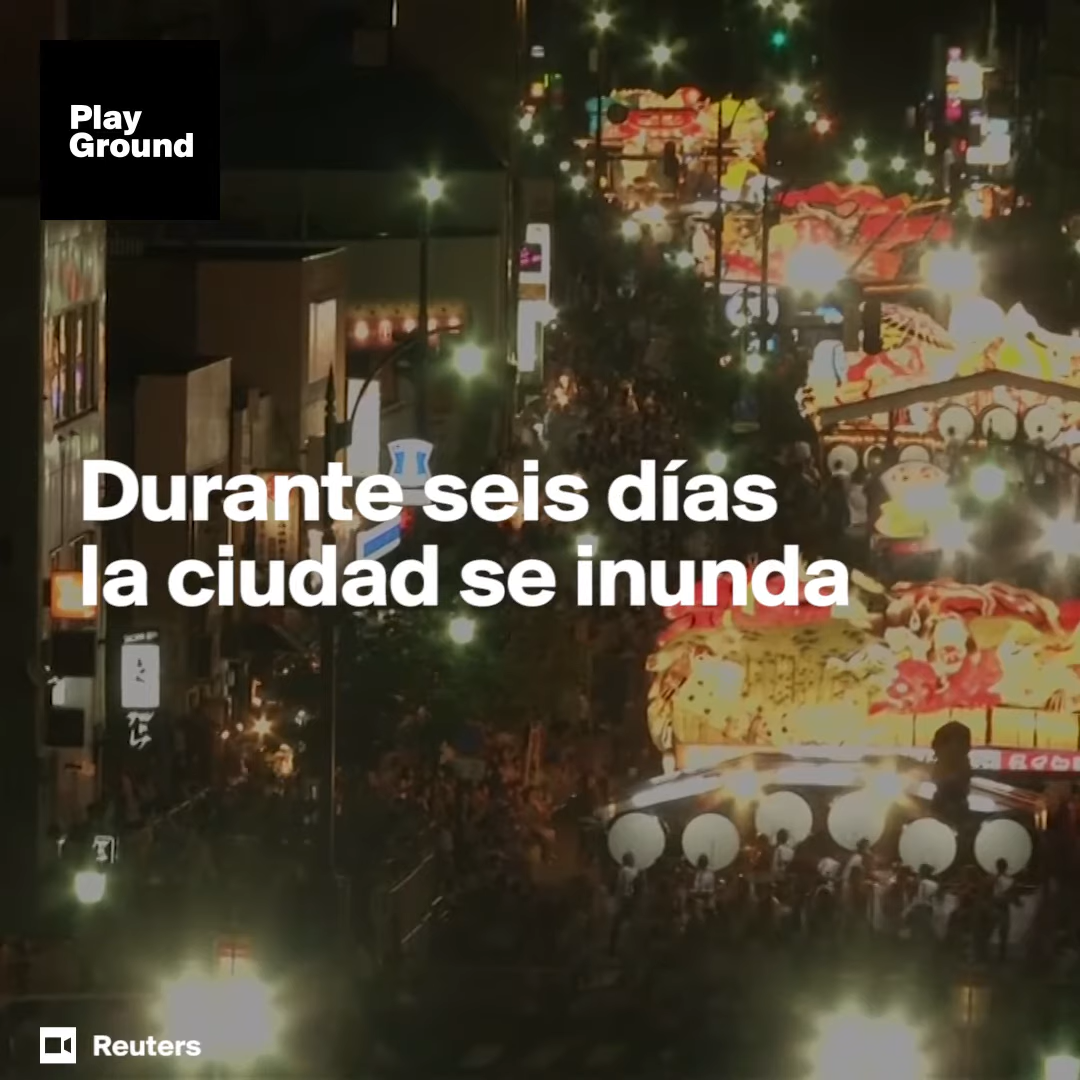 Play
Ground
Durante seis días
la ciudad se inunda
Reuters